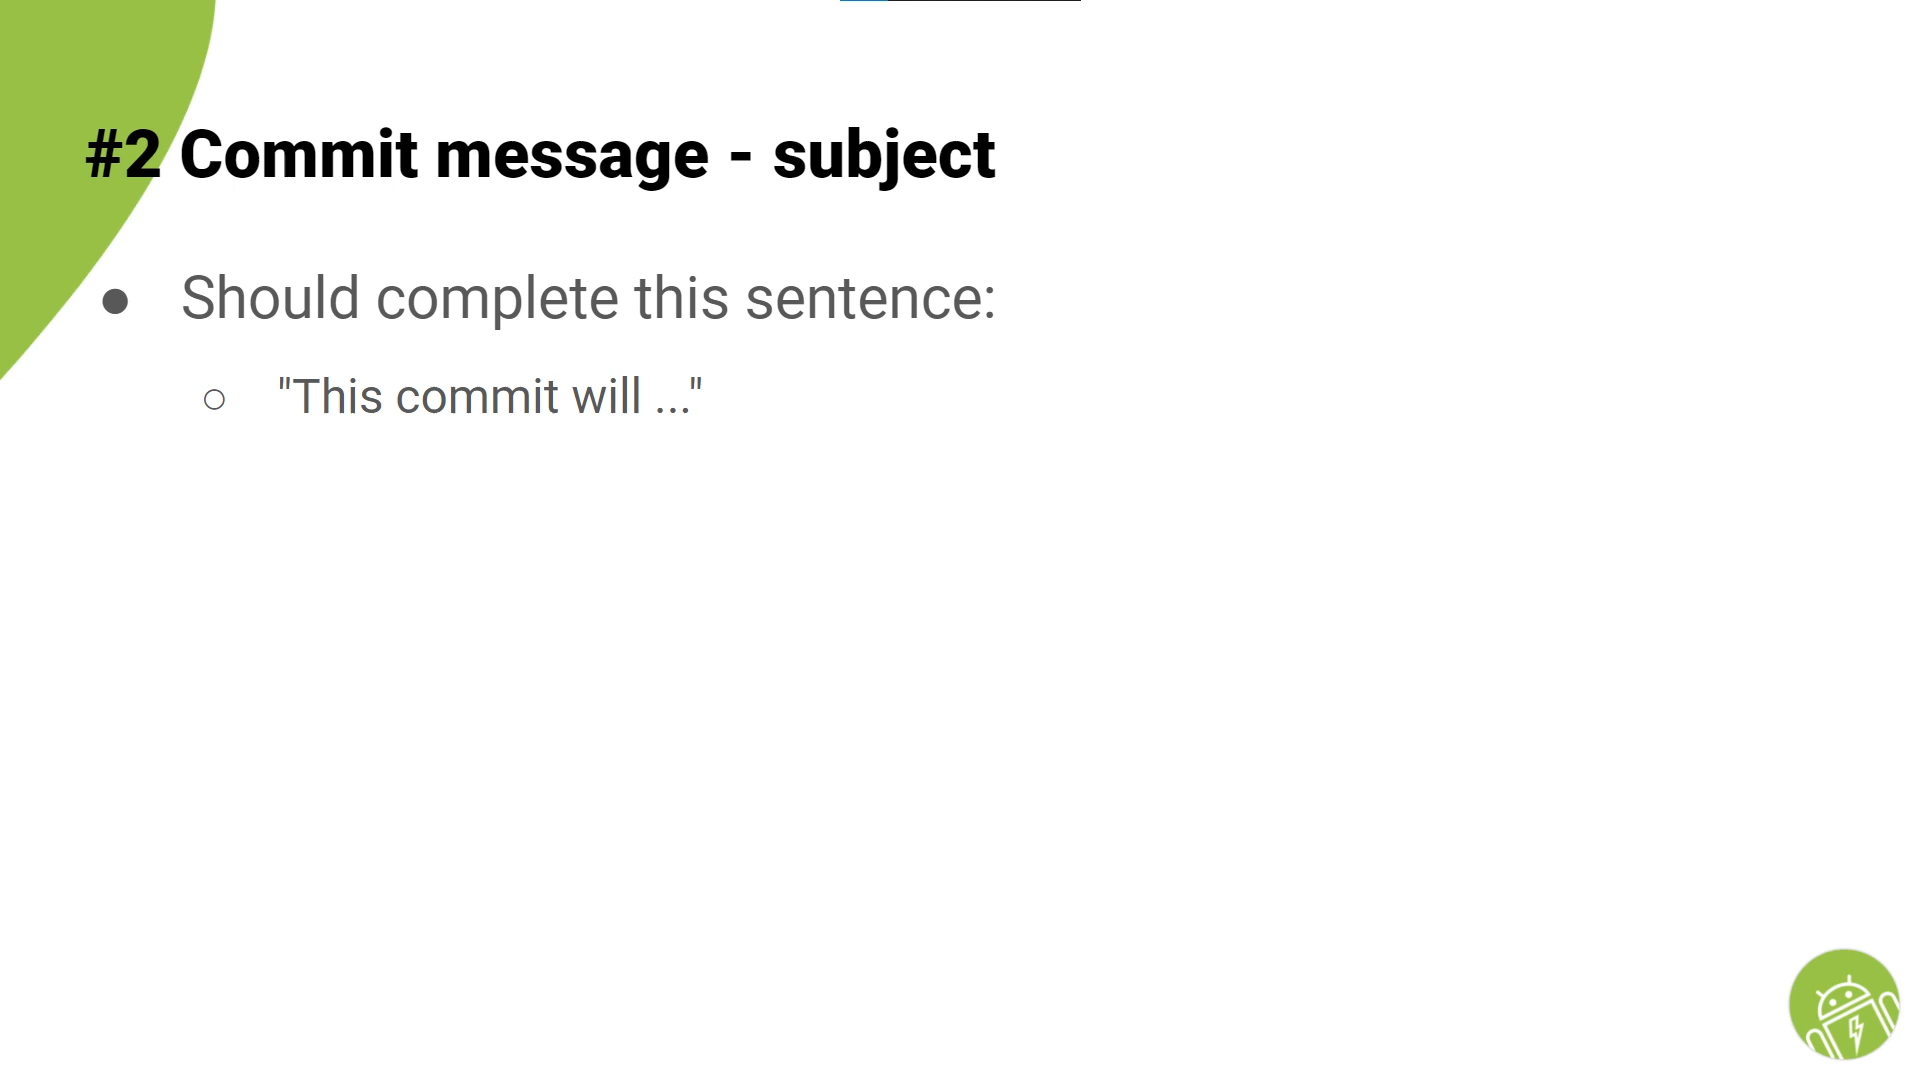 #2 Commit message - subject
● Should complete this sentence:
○ "This commit will ..."